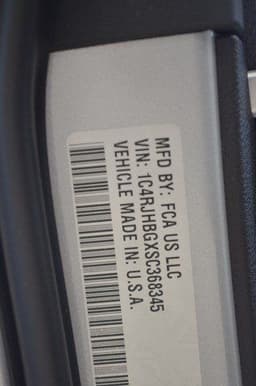 MFD BY: FCA US LLC
VIN: 1C4RJHBGXSC368345
VEHICLE MADE IN: U.S.A.